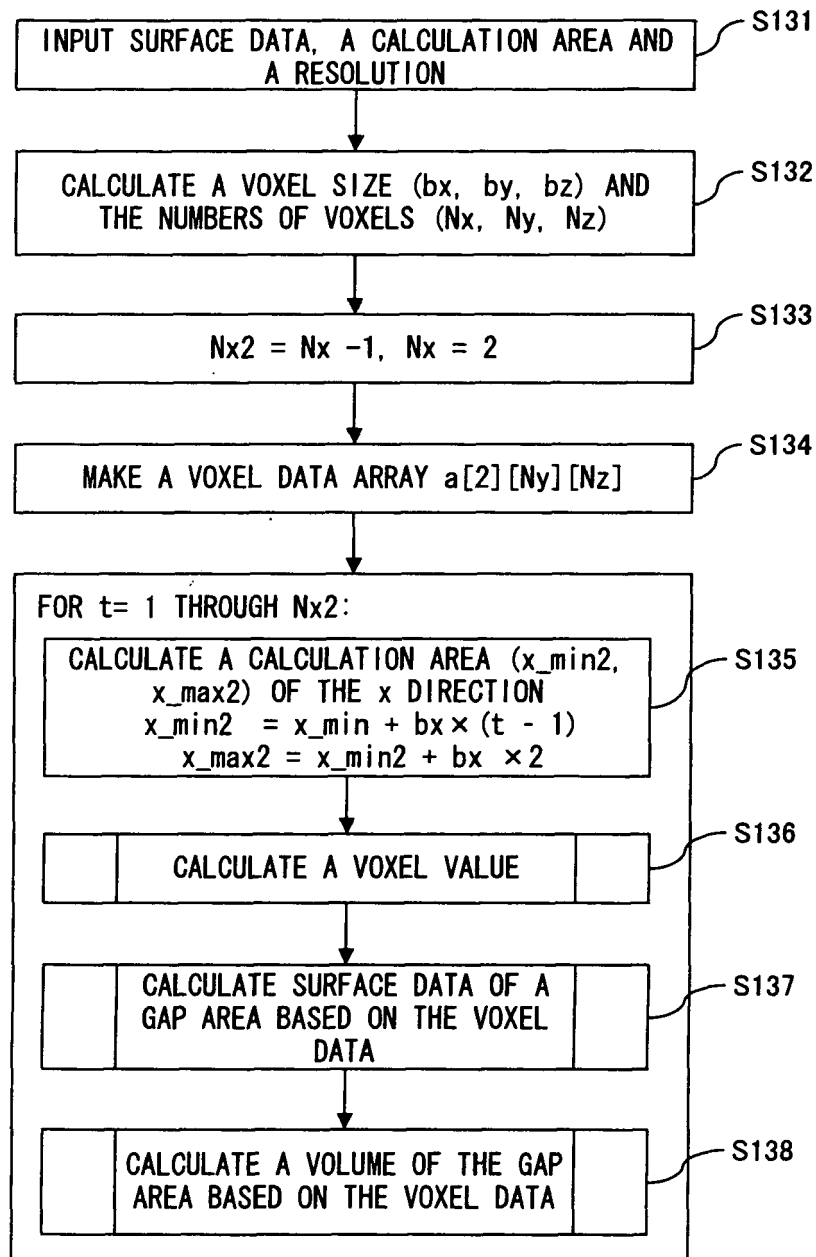 INPUT SURFACE DATA, A CALCULATION AREA AND
A RESOLUTION
S131
CALCULATE A VOXEL SIZE (bx, by, bz) AND
THE NUMBERS OF VOXELS (Nx, Ny, Nz)
S132
Nx2 = Nx -1, Nx = 2
S133
MAKE A VOXEL DATA ARRAY a[2][Ny][Nz]
S134
FOR t= 1 THROUGH Nx2:
CALCULATE A CALCULATION AREA (x_min2,
x_max2) OF THE x DIRECTION
x_min2 = x_min + bx × (t - 1)
x_max2 = x_min2 + bx ×2
S135
CALCULATE A VOXEL VALUE
S136
CALCULATE SURFACE DATA OF A
GAP AREA BASED ON THE VOXEL
DATA
S137
CALCULATE A VOLUME OF THE GAP
AREA BASED ON THE VOXEL DATA.
S138